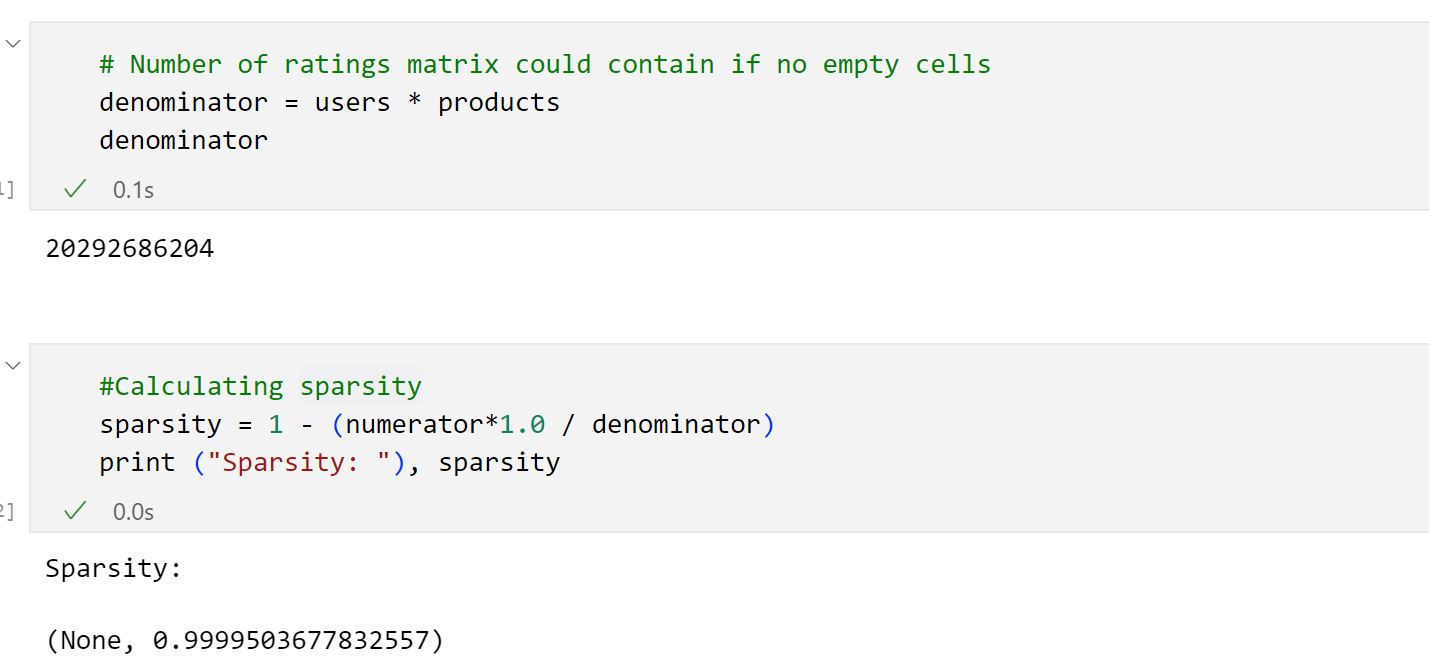 # Number of ratings matrix could contain if no empty cells
denominator = users * products
denominator
1] 0.1s
20292686204
#Calculating sparsity
sparsity = 1 - (numerator*1.0 / denominator)
print ("Sparsity: "), sparsity
2] 0.0s
Sparsity:
(None, 0.9999503677832557)